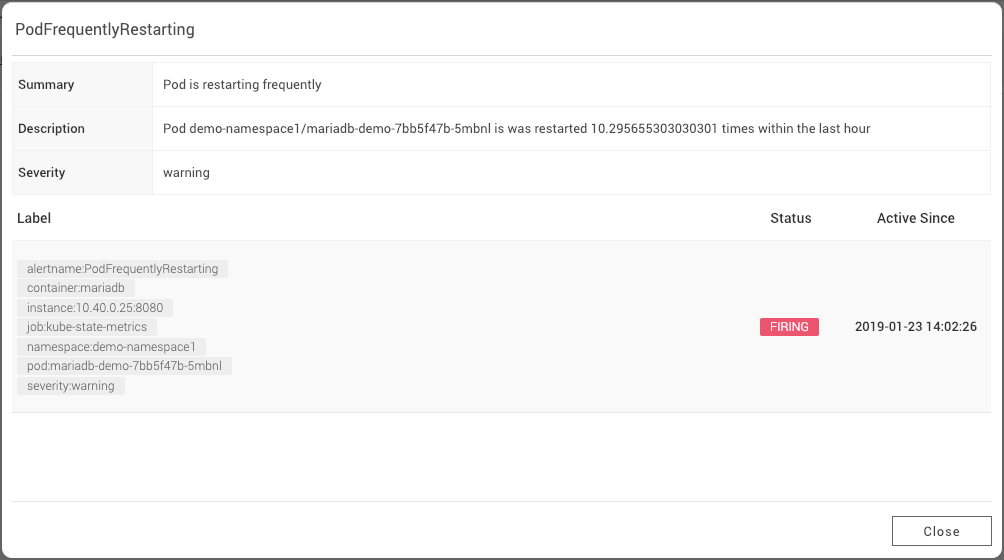 PodFrequentlyRestarting
Summary Pod is restarting frequently
Description Pod demo-namespace1/mariadb-demo-7bb5f47b-5mbnl is was restarted 10.295655303030301 times within the last hour
Severity warning
Label Status Active Since
alertname:PodFrequentlyRestarting
container:mariadb
instance:10.40.0.25:8080
job:kube-state-metrics
FIRING 2019-01-23 14:02:26
namespace:demo-namespace1
pod:mariadb-demo-7bb5f47b-5mbnl
severity:warning
Close